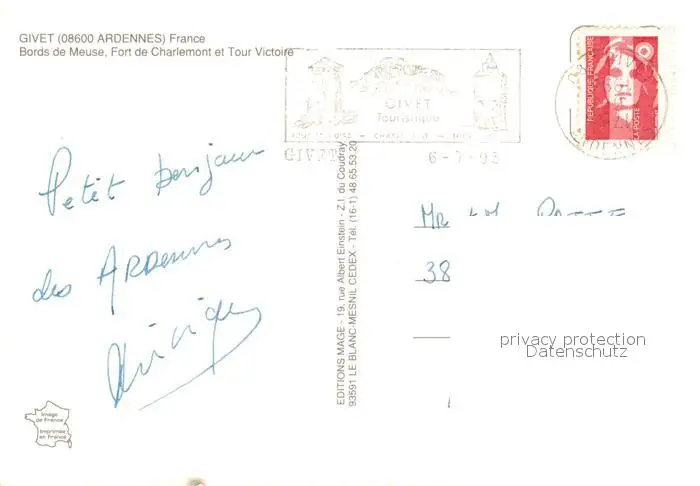 GIVET (08600 ARDENNES) France
Bords de Meuse, Fort de Charlemont et Tour Victoire
GIVET
Touristique
GIVET
6-7-93
REPUBLIQUE FRANÇAISE
LA POSTE
Petit bonjour
des ARDENNES
EDITIONS MAGE - 19, rue Albert Einstein - Z.I. du Coudray
93591 LE BLANC-MESNIL CEDEX - Tél. (16-1) 48.65.53.20
Mr
38
privacy protection
Datenschutz
Image
de France
Imprimée
en France